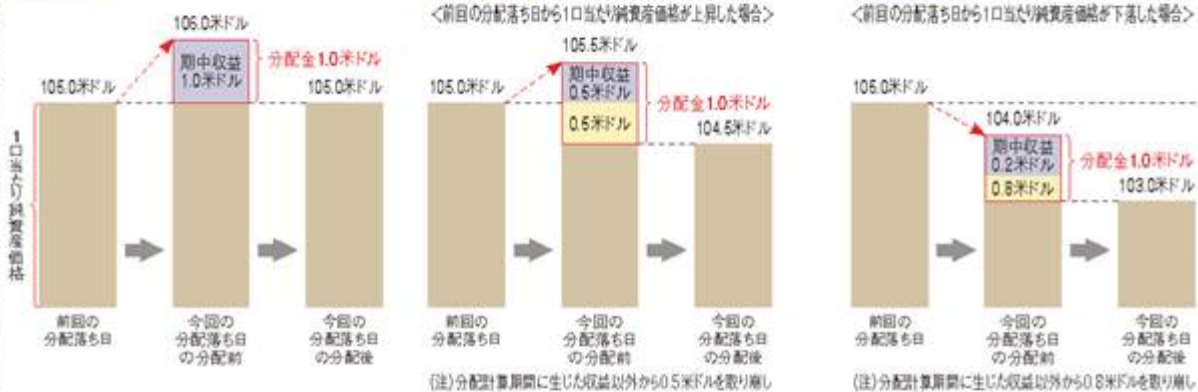 106.0米ドル
期中収益
1.0米ドル
分配金1.0米ドル
105.0米ドル
105.0米ドル
1口当たり純資産価格
前回の
分配落ち日
今回の
分配落ち日
の分配前
今回の
分配落ち日
の分配後
<前回の分配落ち日から1口当たり純資産価格が上昇した場合>
105.5米ドル
105.0米ドル
期中収益
0.5米ドル
0.5米ドル
分配金1.0米ドル
104.5米ドル
前回の
分配落ち日
今回の
分配落ち日
の分配前
今回の
分配落ち日
の分配後
(注)分配計算期間に生じた収益以外から0.5米ドルを取り崩し
<前回の分配落ち日から1口当たり純資産価格が下落した場合>
105.0米ドル
104.0米ドル
期中収益
0.2米ドル
0.8米ドル
分配金1.0米ドル
103.0米ドル
前回の
分配落ち日
今回の
分配落ち日
の分配前
今回の
分配落ち日
の分配後
(注)分配計算期間に生じた収益以外から0.8米ドルを取り崩し